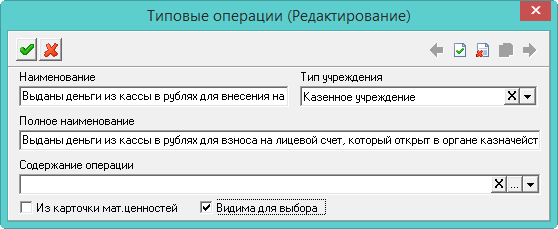 Типовые операции (Редактирование)
Наименование
Тип учреждения
Выданы деньги из кассы в рублях для внесения на
Казенное учреждение
Полное наименование
Выданы деньги из кассы в рублях для взноса на лицевой счет, который открыт в органе казначейст
Содержание операции
Из карточки мат.ценностей
Видима для выбора